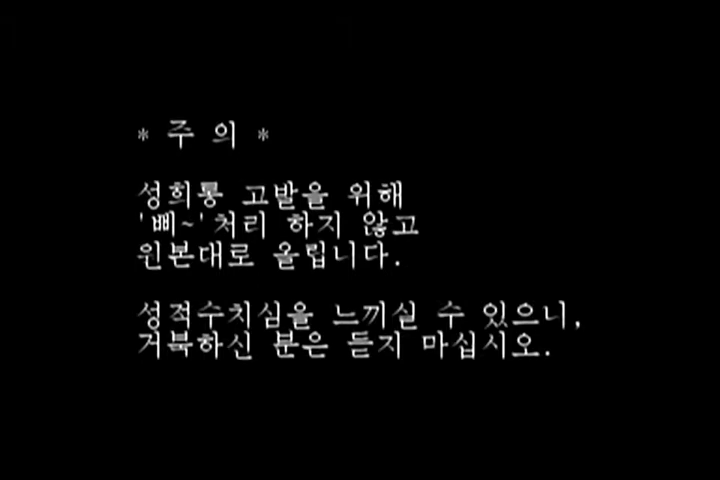 * 주 의 *
성희롱 고발을 위해
'삐~'처리 하지 않고
원본대로 올립니다.
성적수치심을 느끼실 수 있으니,
거북하신 분은 듣지 마십시오.